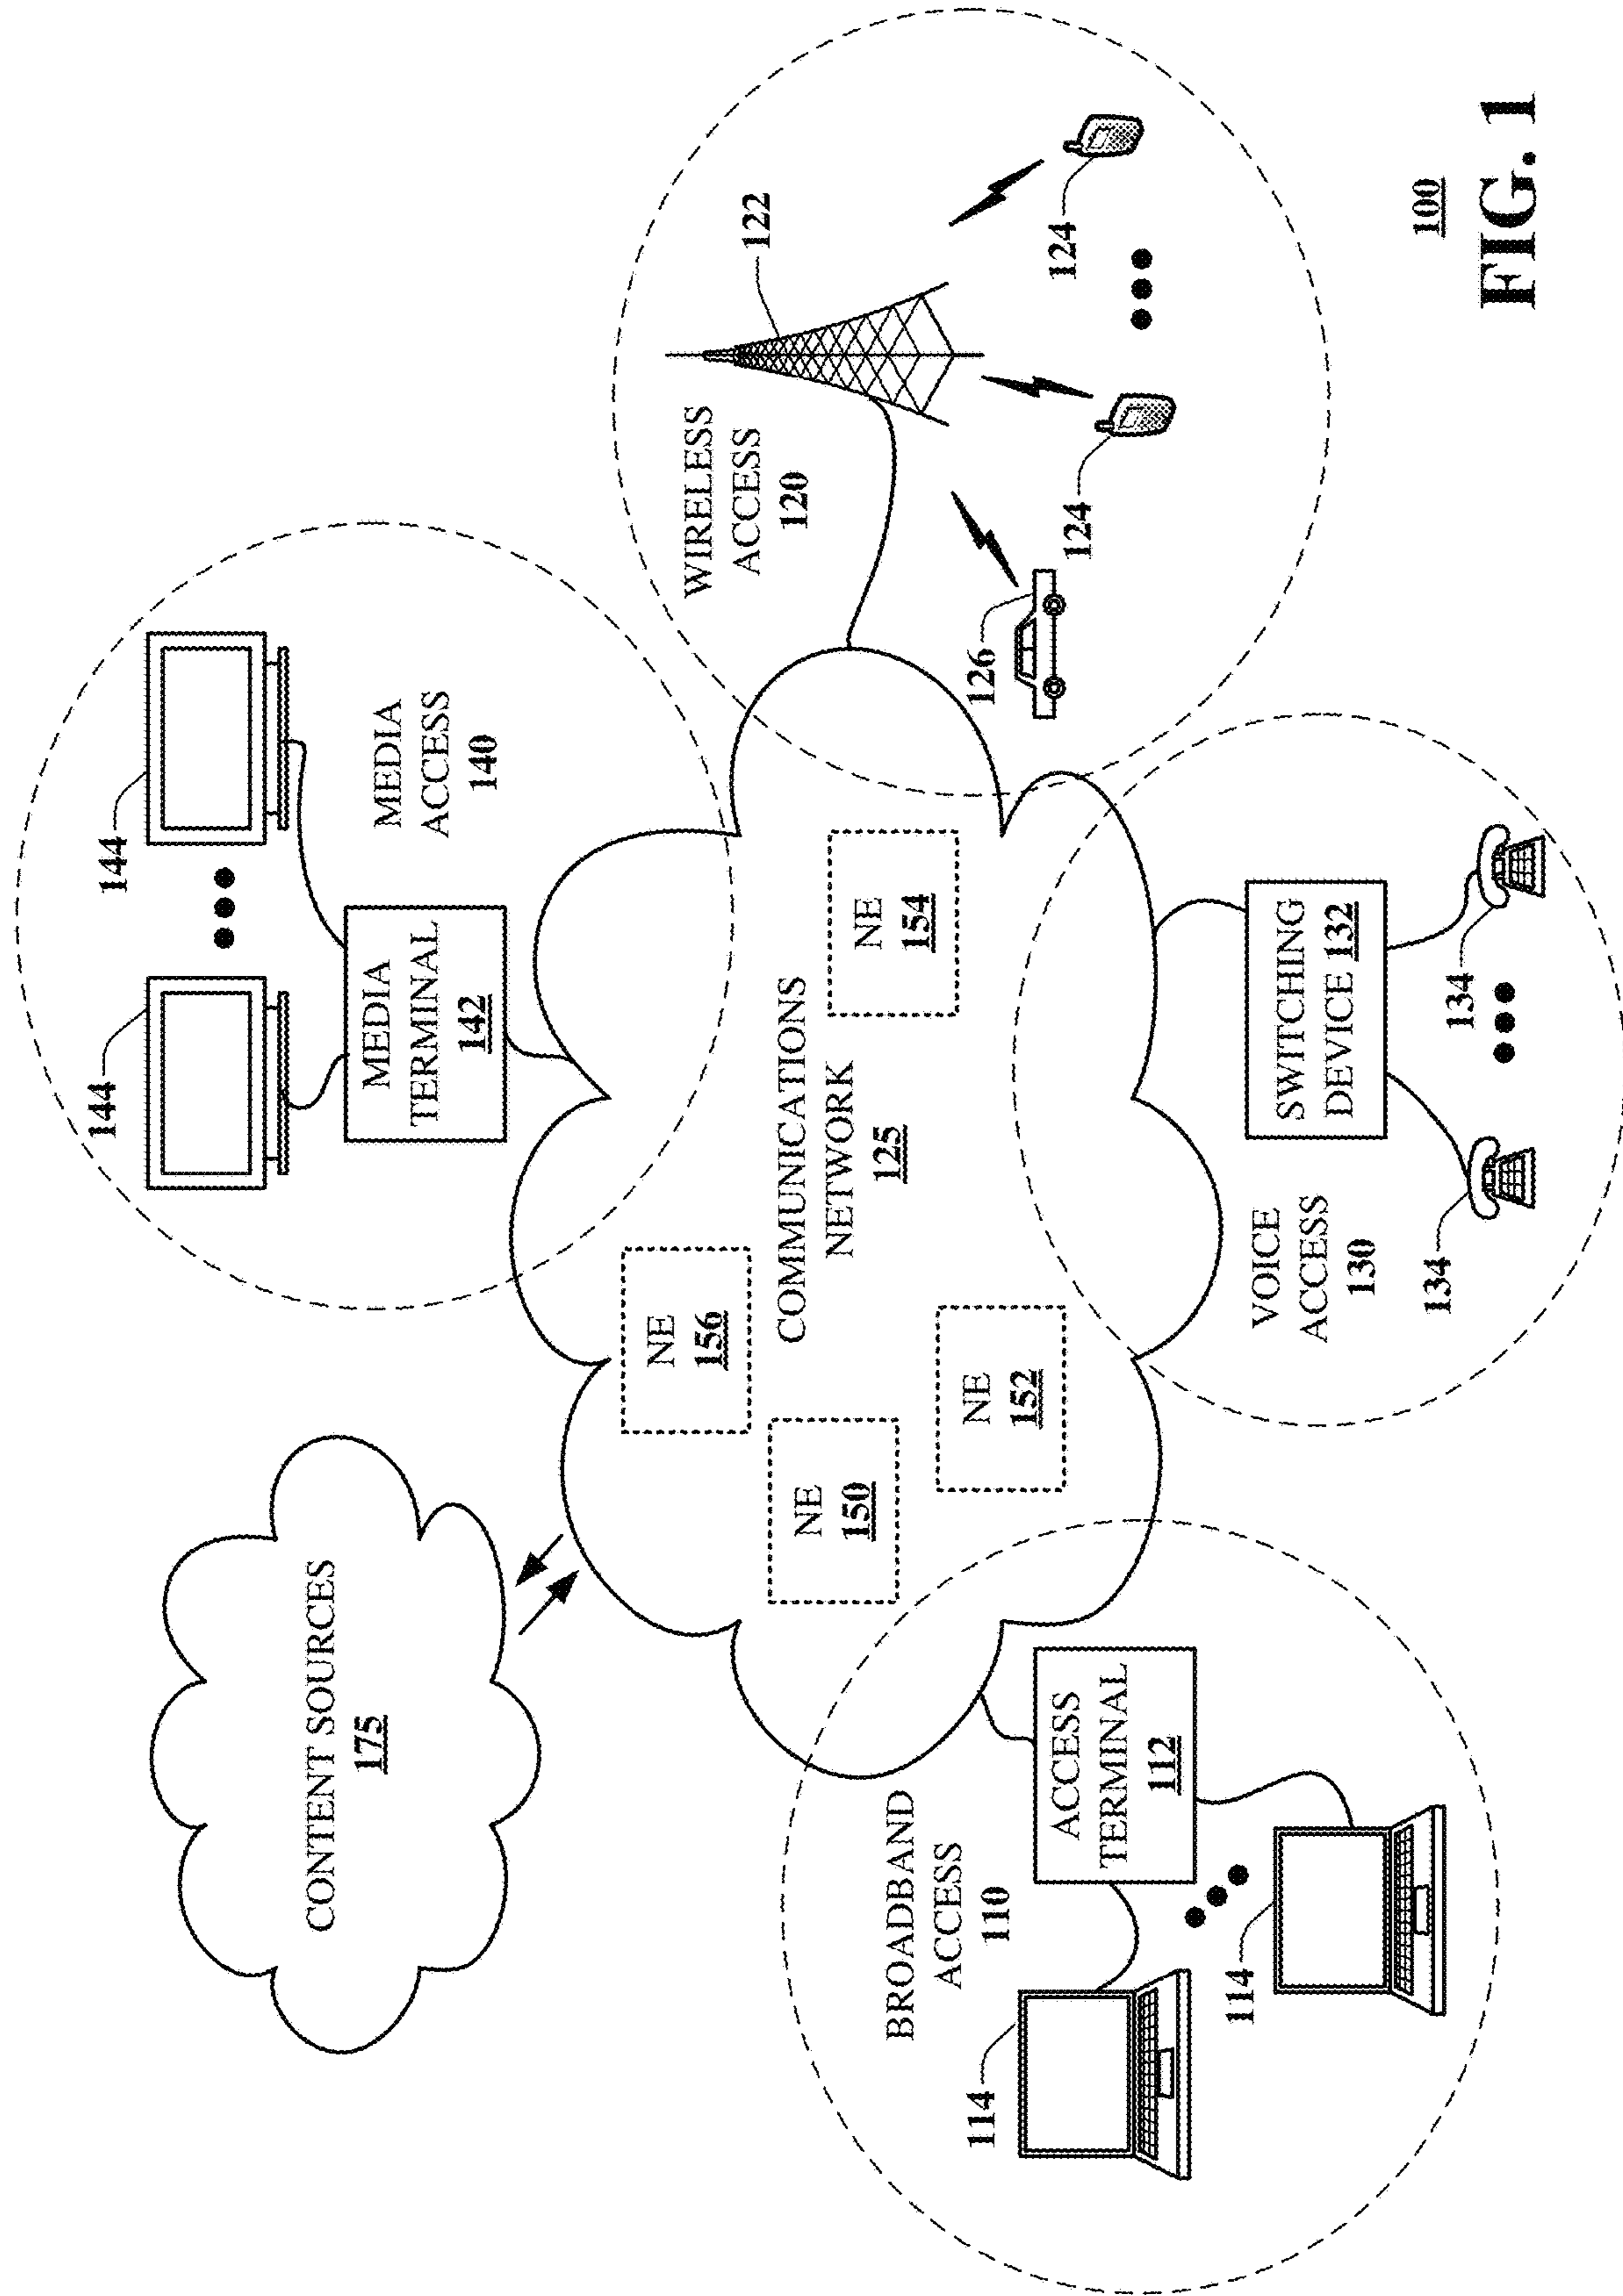 CONTENT SOURCES
175
144
144
MEDIA
TERMINAL
142
MEDIA
ACCESS
140
WIRELESS
ACCESS
120
122
124
124
126
NE
156
NE
150
NE
152
NE
154
COMMUNICATIONS
NETWORK
125
BROADBAND
ACCESS
110
ACCESS
TERMINAL
112
114
114
VOICE
ACCESS
130
SWITCHING
DEVICE 132
134
134
100
FIG. 1